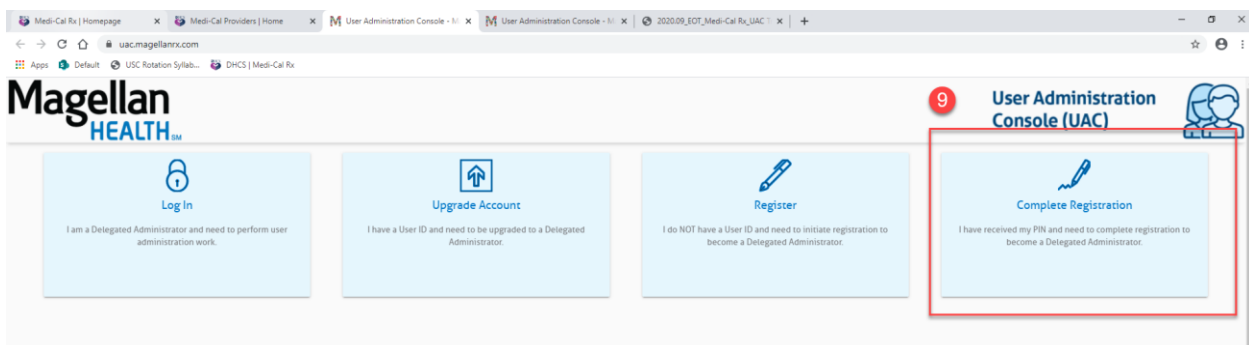 Medi-Cal Rx | Homepage
Medi-Cal Providers | Home
User Administration Console - M
User Administration Console - M
2020.09_EOT_Medi-Cal Rx_UAC T
uac.magellanrx.com
Apps
Default
USC Rotation Syllab...
DHCS | Medi-Cal Rx
Magellan
HEALTH SM
9
User Administration
Console (UAC)
Log In
I am a Delegated Administrator and need to perform user
administration work.
Upgrade Account
I have a User ID and need to be upgraded to a Delegated
Administrator.
Register
I do NOT have a User ID and need to initiate registration to
become a Delegated Administrator.
Complete Registration
I have received my PIN and need to complete registration to
become a Delegated Administrator.